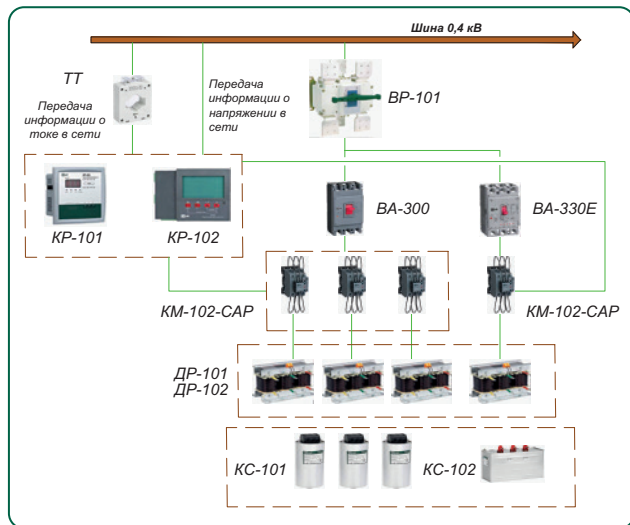 Шина 0,4 кВ
ТТ
Передача
информации о
токе в сети
Передача
информации о
напряжении в
сети
ВР-101
КР-101
КР-102
ВА-300
ВА-330Е
КМ-102-САР
КМ-102-САР
ДР-101
ДР-102
КС-101
КС-102